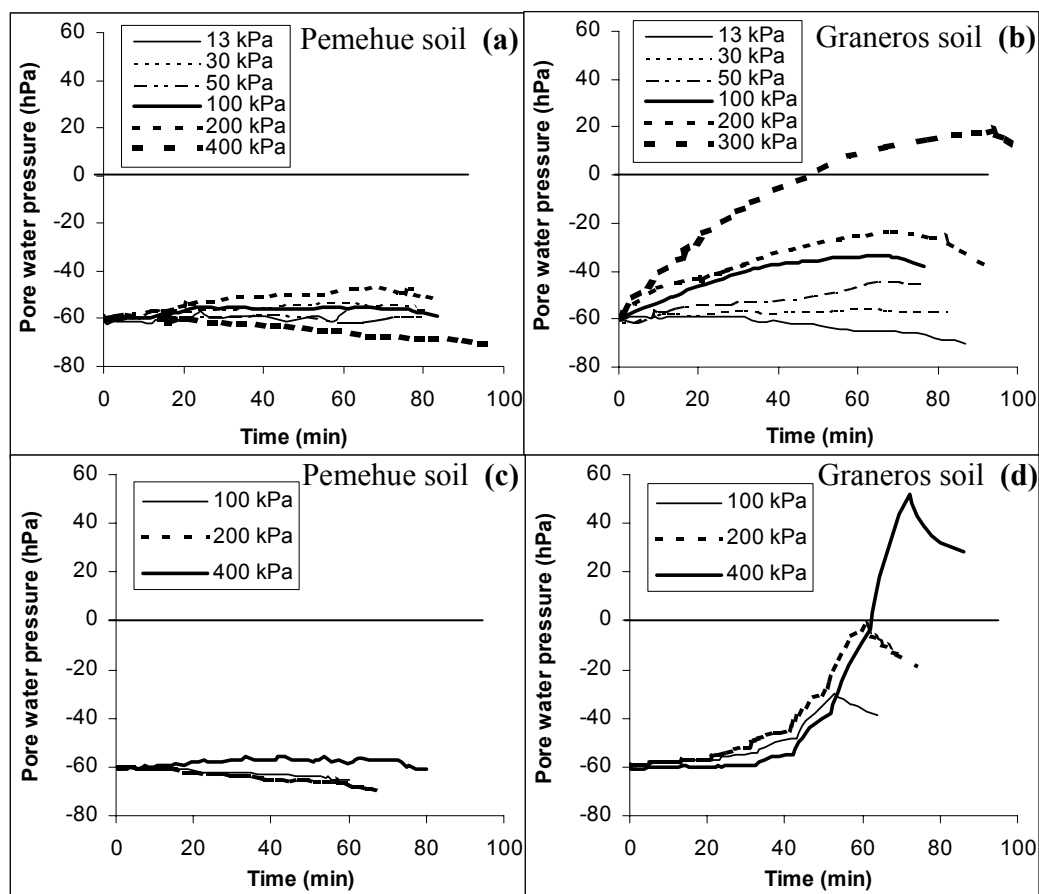 Pemehue soil (a)
13 kPa
30 kPa
50 kPa
100 kPa
200 kPa
400 kPa
60
40
20
0
-20
-40
-60
-80
Pore water pressure (hPa)
0 20 40 60 80 100
Time (min)
Graneros soil (b)
13 kPa
30 kPa
50 kPa
100 kPa
200 kPa
300 kPa
60
40
20
0
-20
-40
-60
-80
Pore water pressure (hPa)
0 20 40 60 80 100
Time (min)
Pemehue soil (c)
100 kPa
200 kPa
400 kPa
60
40
20
0
-20
-40
-60
-80
Pore water pressure (hPa)
0 20 40 60 80 100
Time (min)
Graneros soil (d)
100 kPa
200 kPa
400 kPa
60
40
20
0
-20
-40
-60
-80
Pore water pressure (hPa)
0 20 40 60 80 100
Time (min)